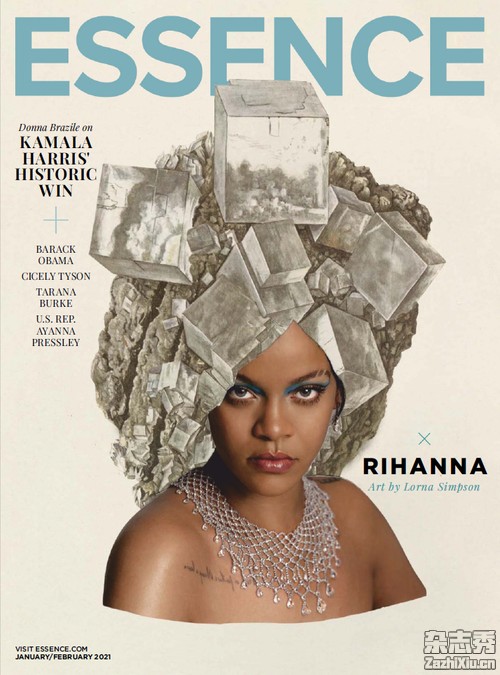 ESSENCE
Donna Brazile on
KAMALA
HARRIS'
HISTORIC
WIN
BARACK
OBAMA
CICELY TYSON
TARANA
BURKE
U.S. REP.
AYANNA
PRESSLEY
RIHANNA
Art by Lorna Simpson
VISIT ESSENCE.COM
JANUARY/FEBRUARY 2021
杂志秀
ZazhiXiu.cn